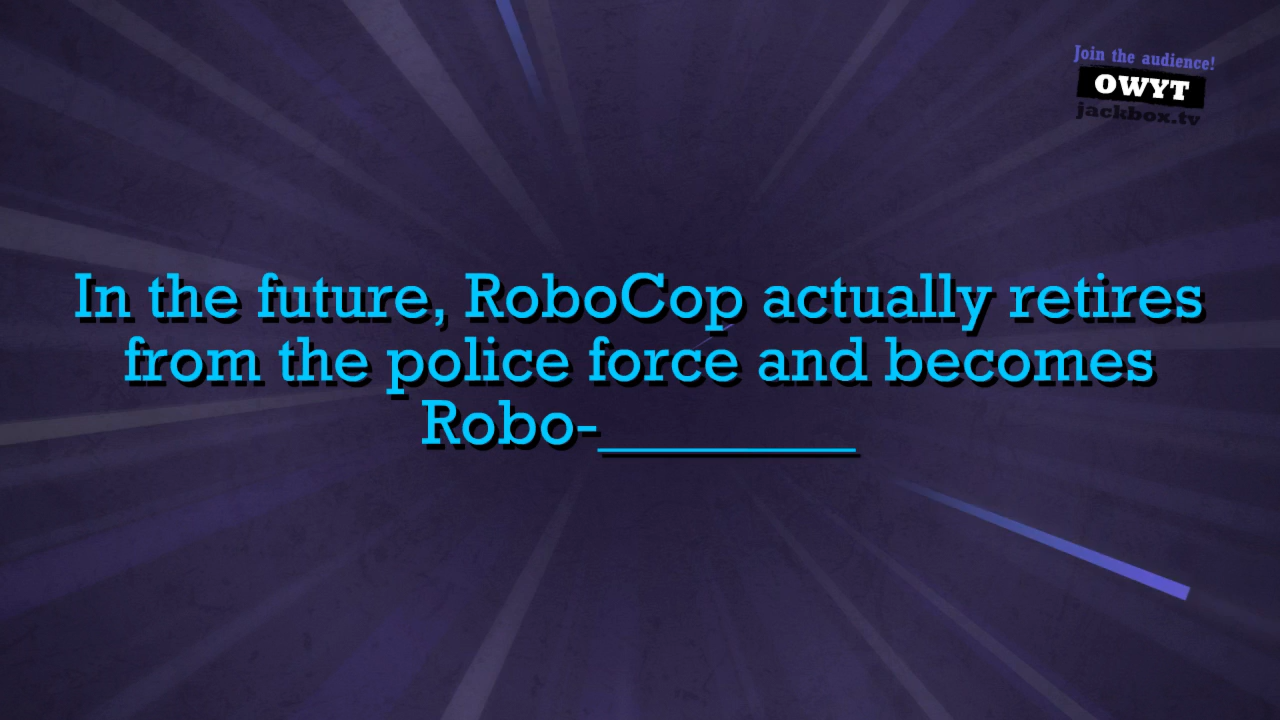 Join the audience!
OWYT
jackbox.tv
In the future, RoboCop actually retires
from the police force and becomes
Robo-_________